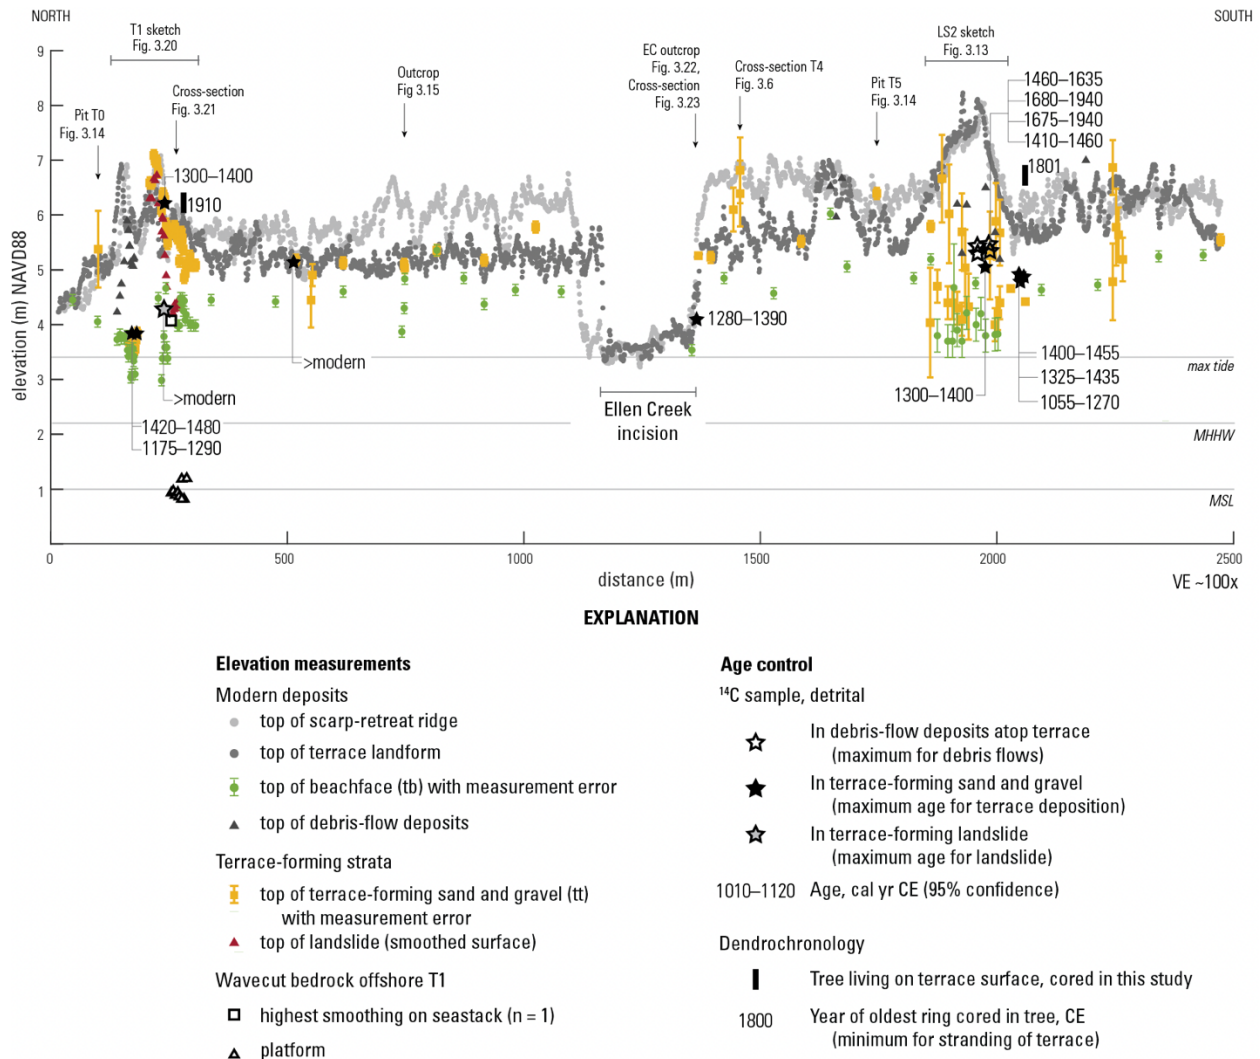 NORTH
SOUTH
T1 sketch
Fig. 3.20
LS2 sketch
Fig. 3.13
EC outcrop
Fig. 3.22,
Cross-section
Fig. 3.23
Cross-section T4
Fig. 3.6
Outcrop
Fig. 3.15
Pit T5
Fig. 3.14
Cross-section
Fig. 3.21
Pit T0
Fig. 3.14
1460–1635
1680–1940
1675–1940
1410–1460
1801
1300–1400
1910
1280–1390
>modern
>modern
1420–1480
1175–1290
1300–1400
1400–1455
1325–1435
1055–1270
Ellen Creek
incision
max tide
MHHW
MSL
elevation (m) NAVD88
9
8
7
6
5
4
3
2
1
0
500
1000
1500
2000
2500
distance (m)
VE ~100x
EXPLANATION
Elevation measurements
Modern deposits
top of scarp-retreat ridge
top of terrace landform
top of beachface (tb) with measurement error
top of debris-flow deposits
Terrace-forming strata
top of terrace-forming sand and gravel (tt)
with measurement error
top of landslide (smoothed surface)
Wavecut bedrock offshore T1
highest smoothing on seastack (n = 1)
platform
Age control
¹⁴C sample, detrital
In debris-flow deposits atop terrace
(maximum for debris flows)
In terrace-forming sand and gravel
(maximum age for terrace deposition)
In terrace-forming landslide
(maximum age for landslide)
1010–1120 Age, cal yr CE (95% confidence)
Dendrochronology
Tree living on terrace surface, cored in this study
1800 Year of oldest ring cored in tree, CE
(minimum for stranding of terrace)